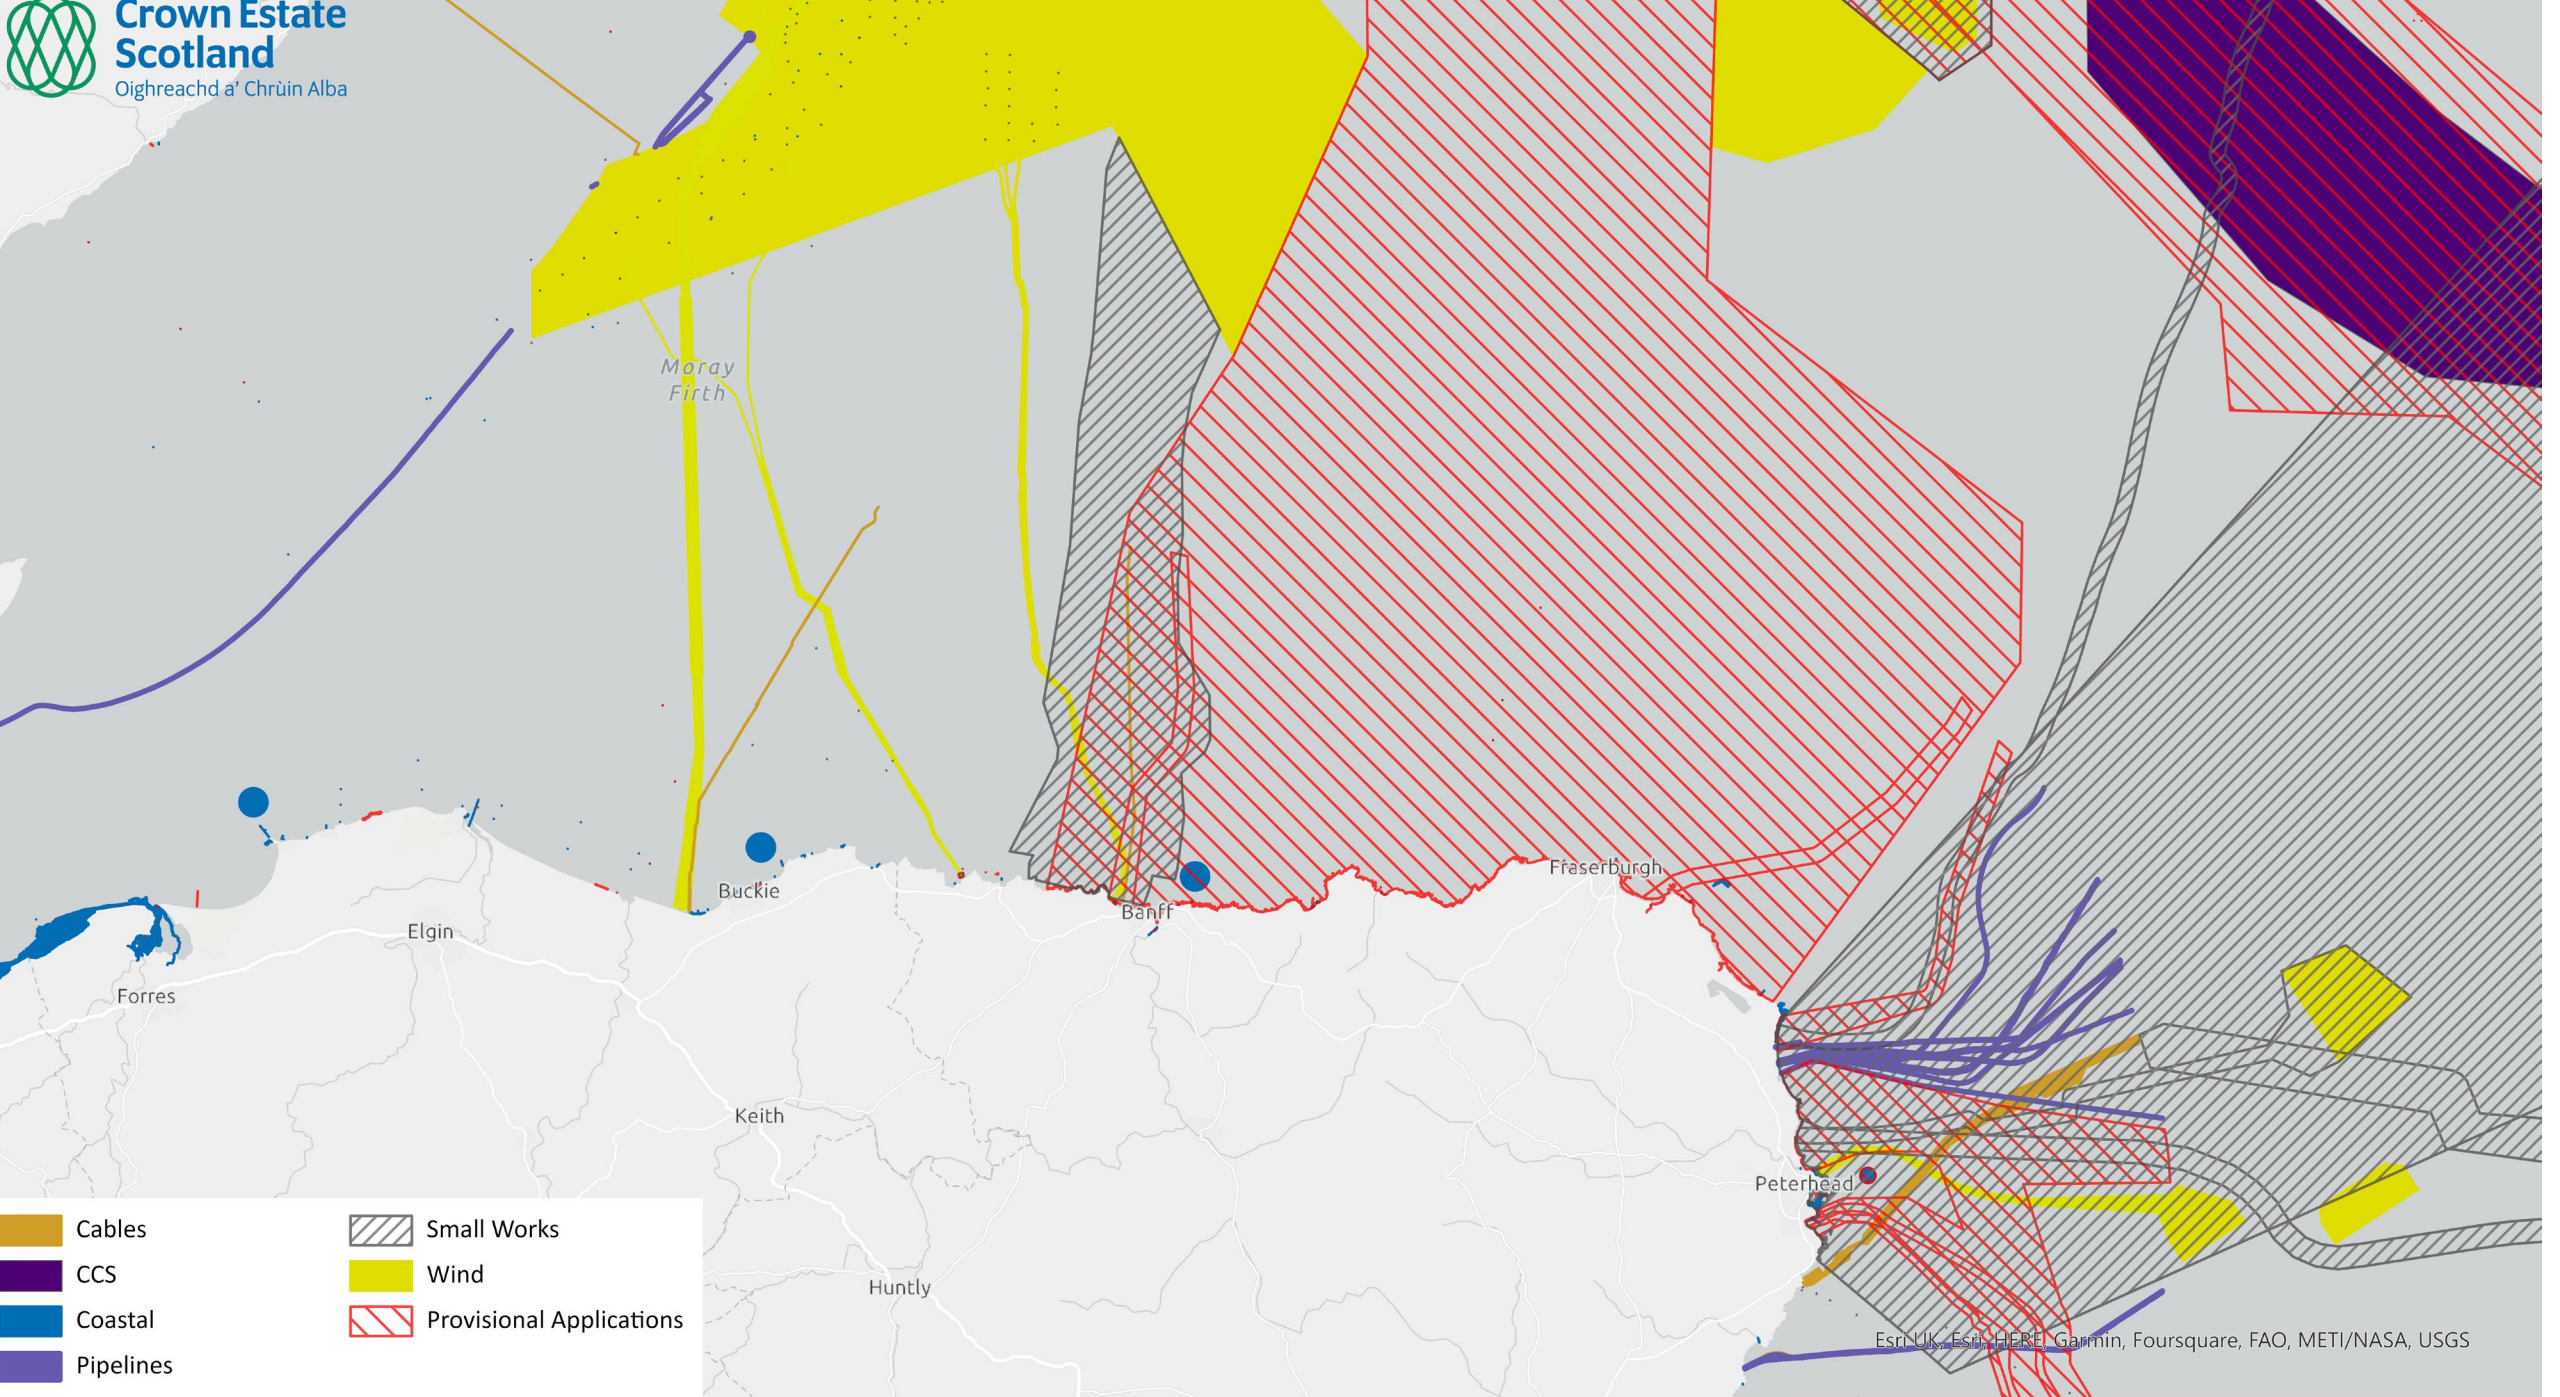 Crown Estate
Scotland
Oighreachd a' Chrùin Alba
Moray
Firth
Fraserburgh
Buckie
Banff
Elgin
Forres
Keith
Peterhead
Huntly
Cables
CCS
Coastal
Pipelines
Small Works
Wind
Provisional Applications
Esri UK, Esri, HERE, Garmin, Foursquare, FAO, METI/NASA, USGS